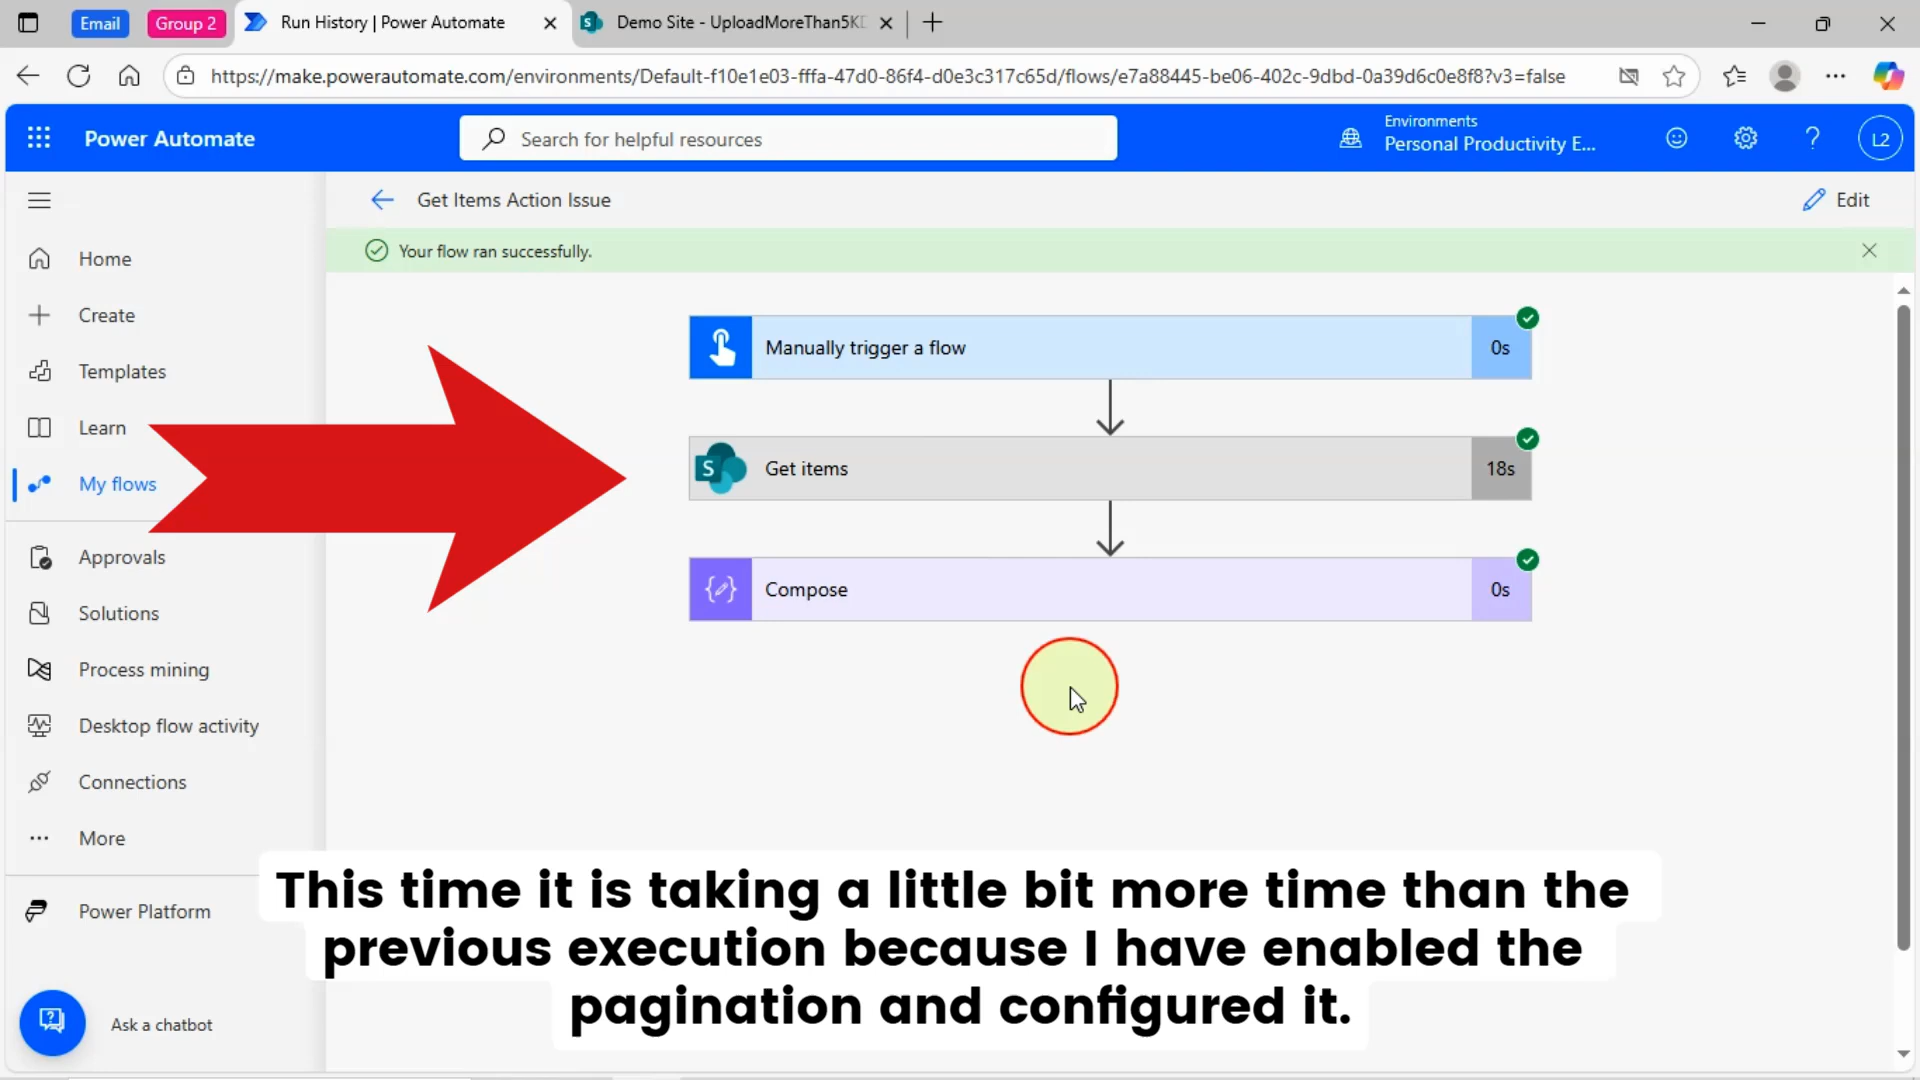 Email
Group 2
Run History | Power Automate
Demo Site - UploadMoreThan5K
https://make.powerautomate.com/environments/Default-f10e1e03-fffa-47d0-86f4-d0e3c317c65d/flows/e7a88445-be06-402c-9dbd-0a39d6c0e8f8?v3=false
Power Automate
Search for helpful resources
Environments
Personal Productivity E...
L2
Get Items Action Issue
Edit
Your flow ran successfully.
Home
Create
Templates
Learn
My flows
Approvals
Solutions
Process mining
Desktop flow activity
Connections
More
Power Platform
Ask a chatbot
Manually trigger a flow
0s
S
Get items
18s
Compose
0s
This time it is taking a little bit more time than the
previous execution because I have enabled the
pagination and configured it.